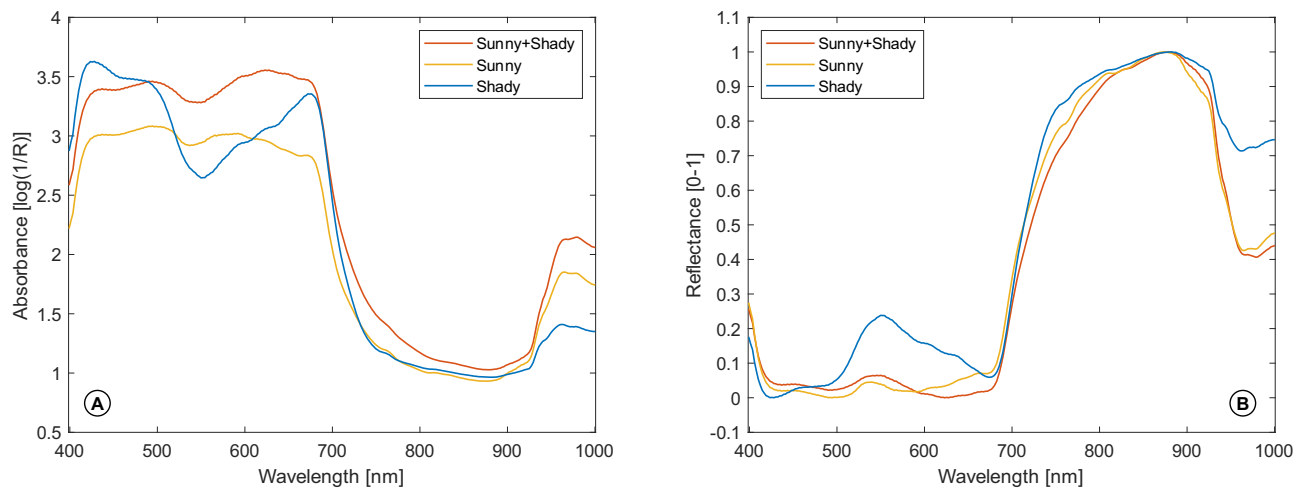 4
3.5
3
2.5
2
1.5
1
0.5
Absorbance [log(1/R)]
Sunny+Shady
Sunny
Shady
A
400 500 600 700 800 900 1000
Wavelength [nm]
1.1
1
0.9
0.8
0.7
0.6
0.5
0.4
0.3
0.2
0.1
0
-0.1
Reflectance [0-1]
Sunny+Shady
Sunny
Shady
B
400 500 600 700 800 900 1000
Wavelength [nm]